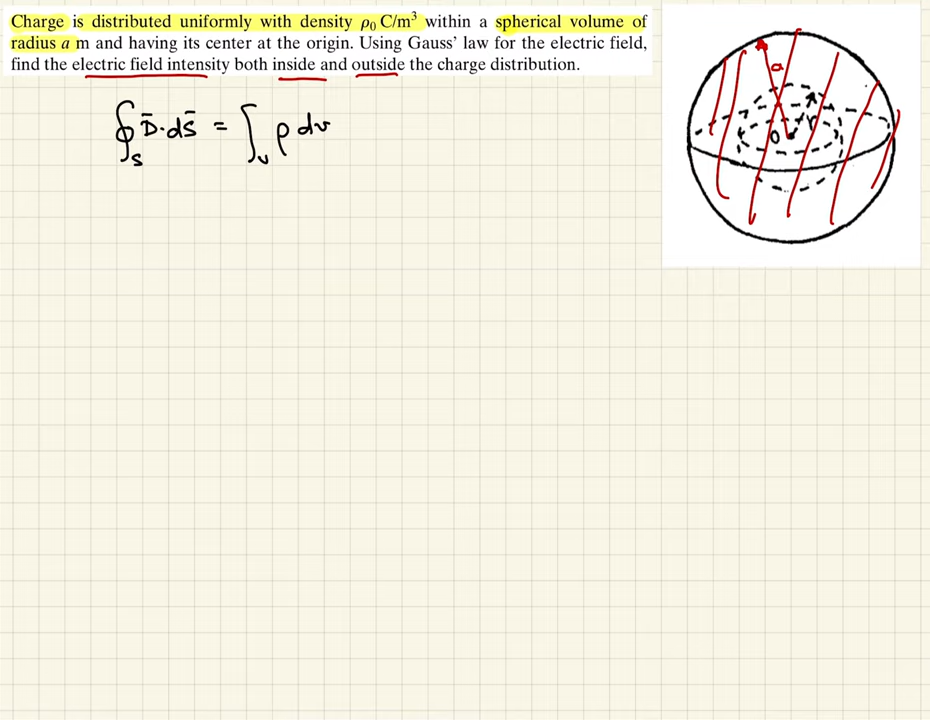 Charge is distributed uniformly with density ρ₀ C/m³ within a spherical volume of
radius a m and having its center at the origin. Using Gauss’ law for the electric field,
find the electric field intensity both inside and outside the charge distribution.
∮_S D̄·dS̄ = ∫_V ρ dv
a
r
O